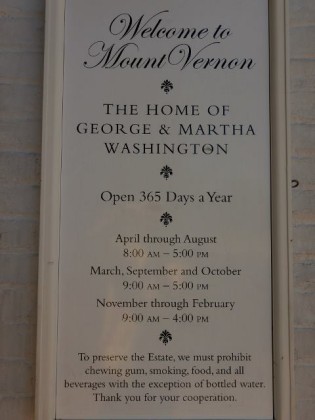 Welcome to
Mount Vernon
THE HOME OF
GEORGE & MARTHA
WASHINGTON
Open 365 Days a Year
April through August
8:00 AM – 5:00 PM
March, September and October
9:00 AM – 5:00 PM
November through February
9:00 AM – 4:00 PM
To preserve the Estate, we must prohibit
chewing gum, smoking, food, and all
beverages with the exception of bottled water.
Thank you for your cooperation.